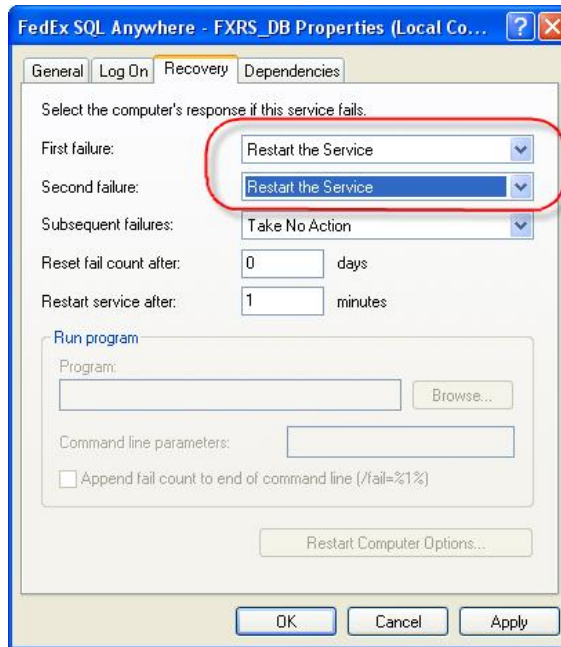 FedEx SQL Anywhere - FXRS_DB Properties (Local Co...
General Log On Recovery Dependencies
Select the computer's response if this service fails.
First failure: Restart the Service
Second failure: Restart the Service
Subsequent failures: Take No Action
Reset fail count after: 0 days
Restart service after: 1 minutes
Run program
Program:
Browse...
Command line parameters:
Append fail count to end of command line (/fail=%1%)
Restart Computer Options...
OK Cancel Apply